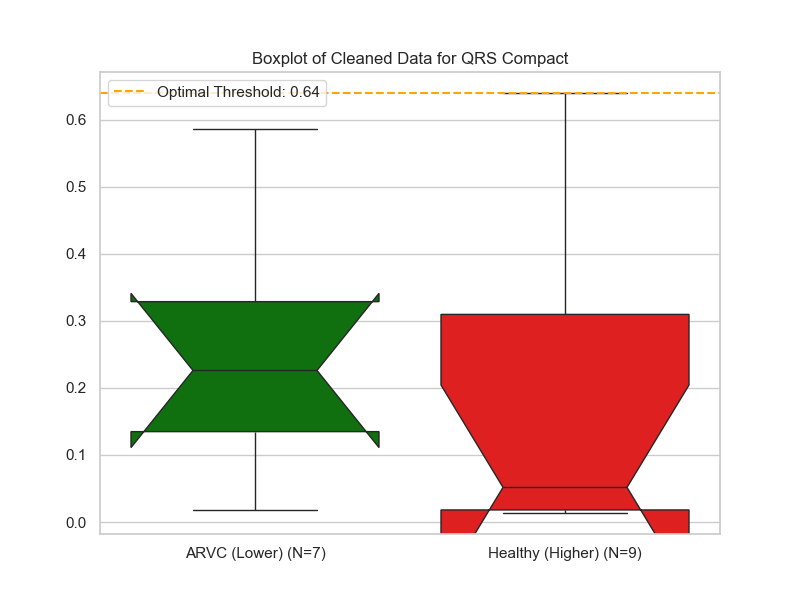 Boxplot of Cleaned Data for QRS Compact
Optimal Threshold: 0.64
0.6
0.5
0.4
0.3
0.2
0.1
0.0
ARVC (Lower) (N=7)
Healthy (Higher) (N=9)